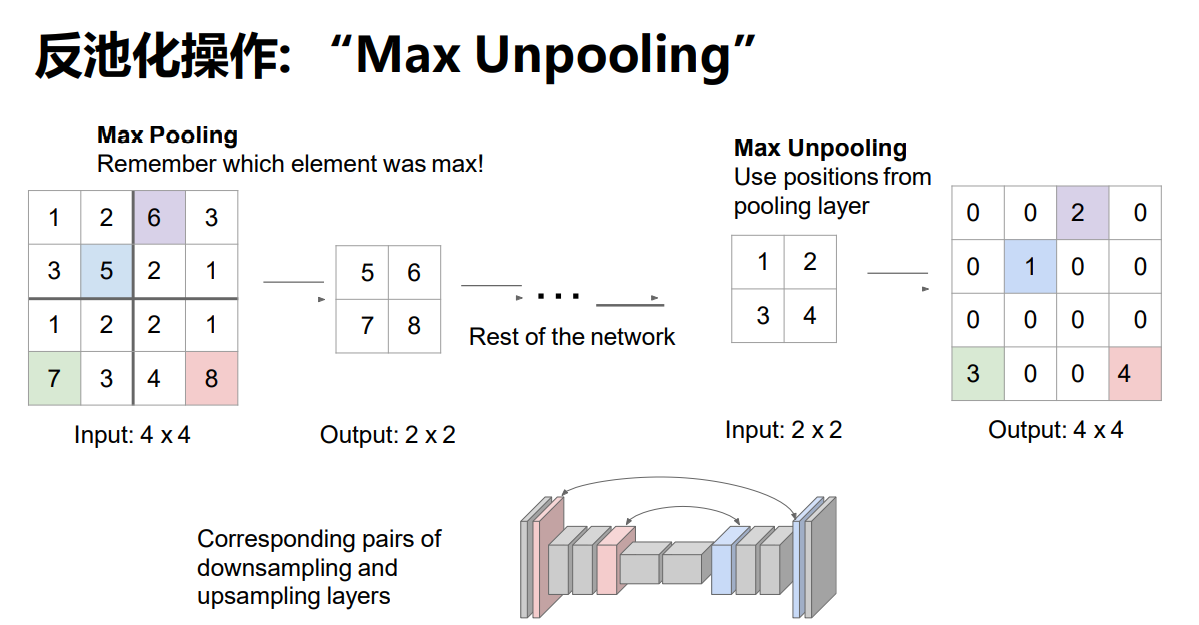 反池化操作: “Max Unpooling”
Max Pooling
Remember which element was max!
1 2 6 3
3 5 2 1
1 2 2 1
7 3 4 8
Input: 4 x 4
5 6
7 8
Output: 2 x 2
...
Rest of the network
Max Unpooling
Use positions from
pooling layer
1 2
3 4
Input: 2 x 2
0 0 2 0
0 1 0 0
0 0 0 0
3 0 0 4
Output: 4 x 4
Corresponding pairs of
downsampling and
upsampling layers